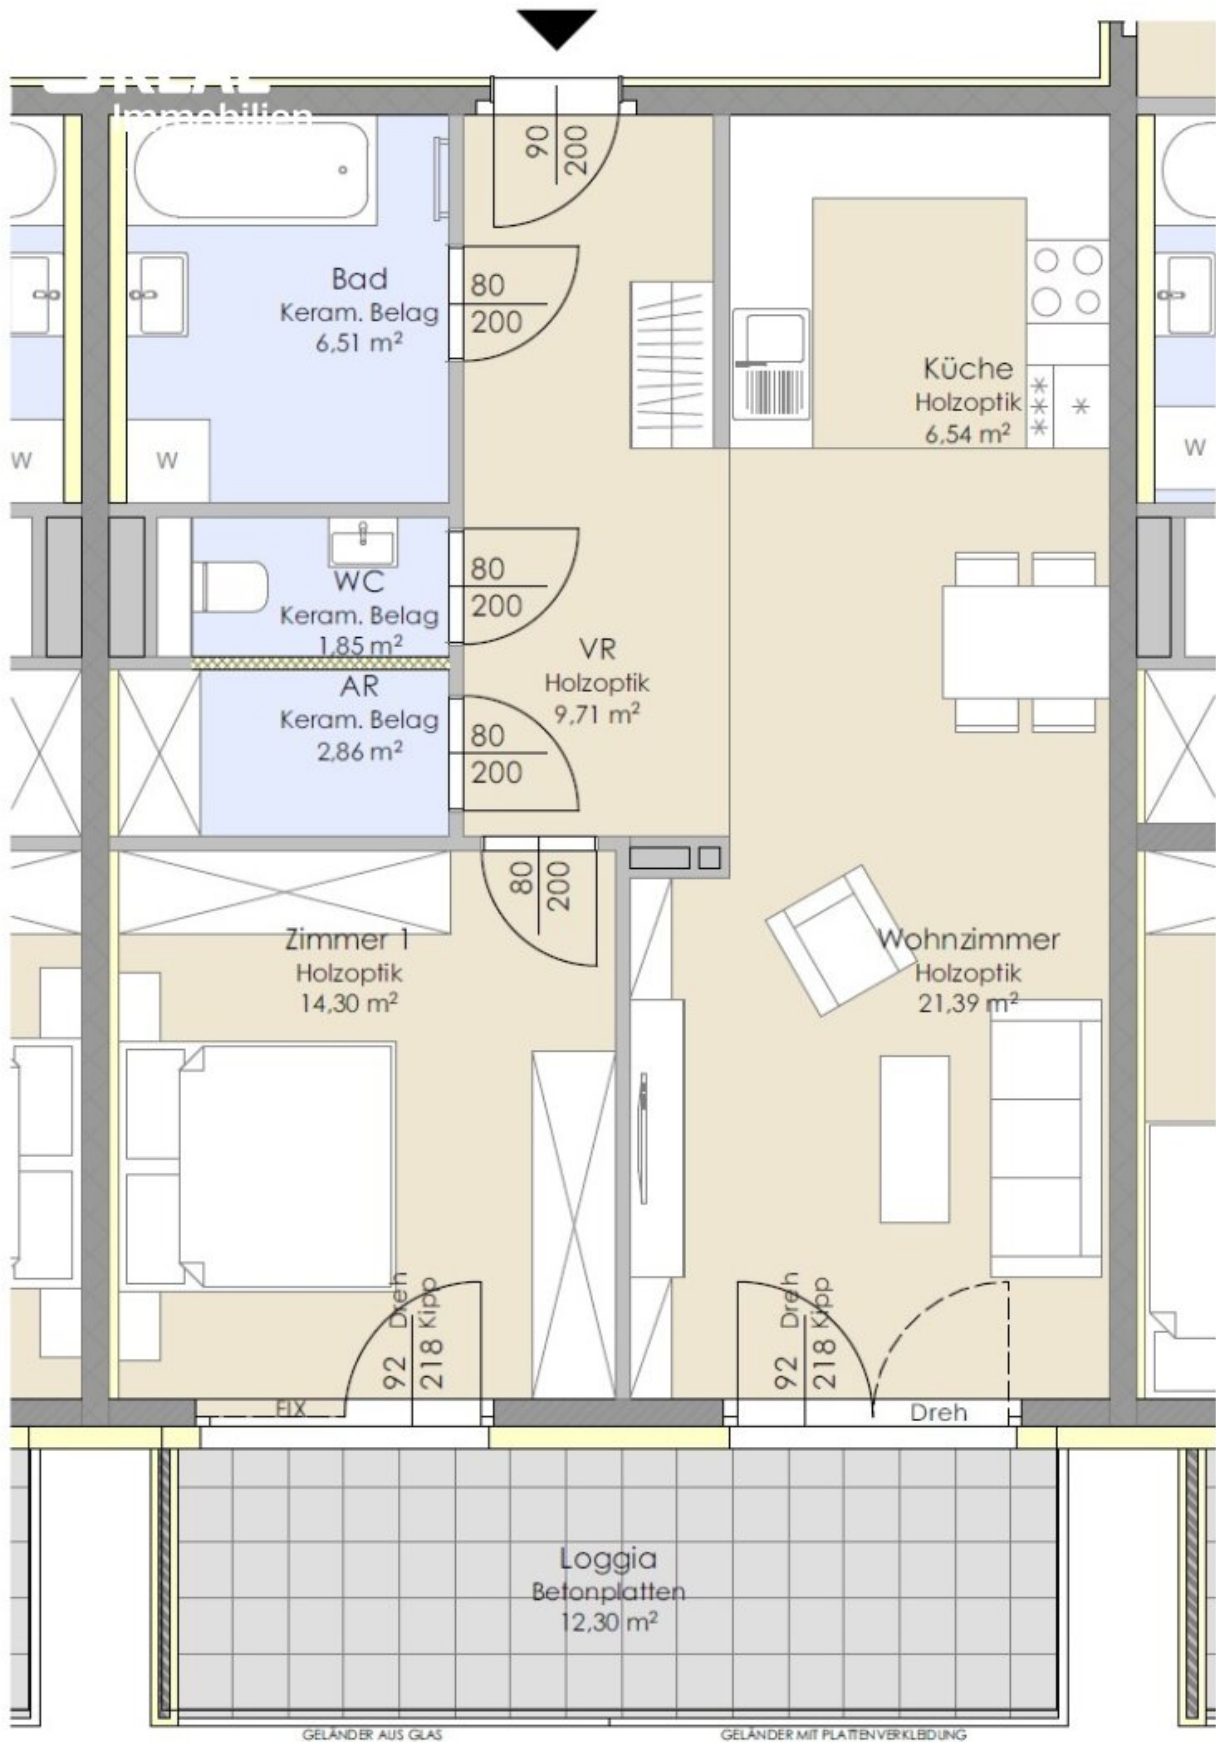 Immobilien
90
200
Bad
Keram. Belag
6,51 m²
80
200
Küche
Holzoptik
6,54 m²
W
W
W
WC
Keram. Belag
1,85 m²
80
200
VR
Holzoptik
9,71 m²
AR
Keram. Belag
2,86 m²
80
200
80
200
Zimmer 1
Holzoptik
14,30 m²
Wohnzimmer
Holzoptik
21,39 m²
92
218
Dreh
Kipp
92
218
Dreh
Kipp
FIX
Dreh
Loggia
Betonplatten
12,30 m²
GELÄNDER AUS GLAS
GELÄNDER MIT PLATTENVERKLEIDUNG